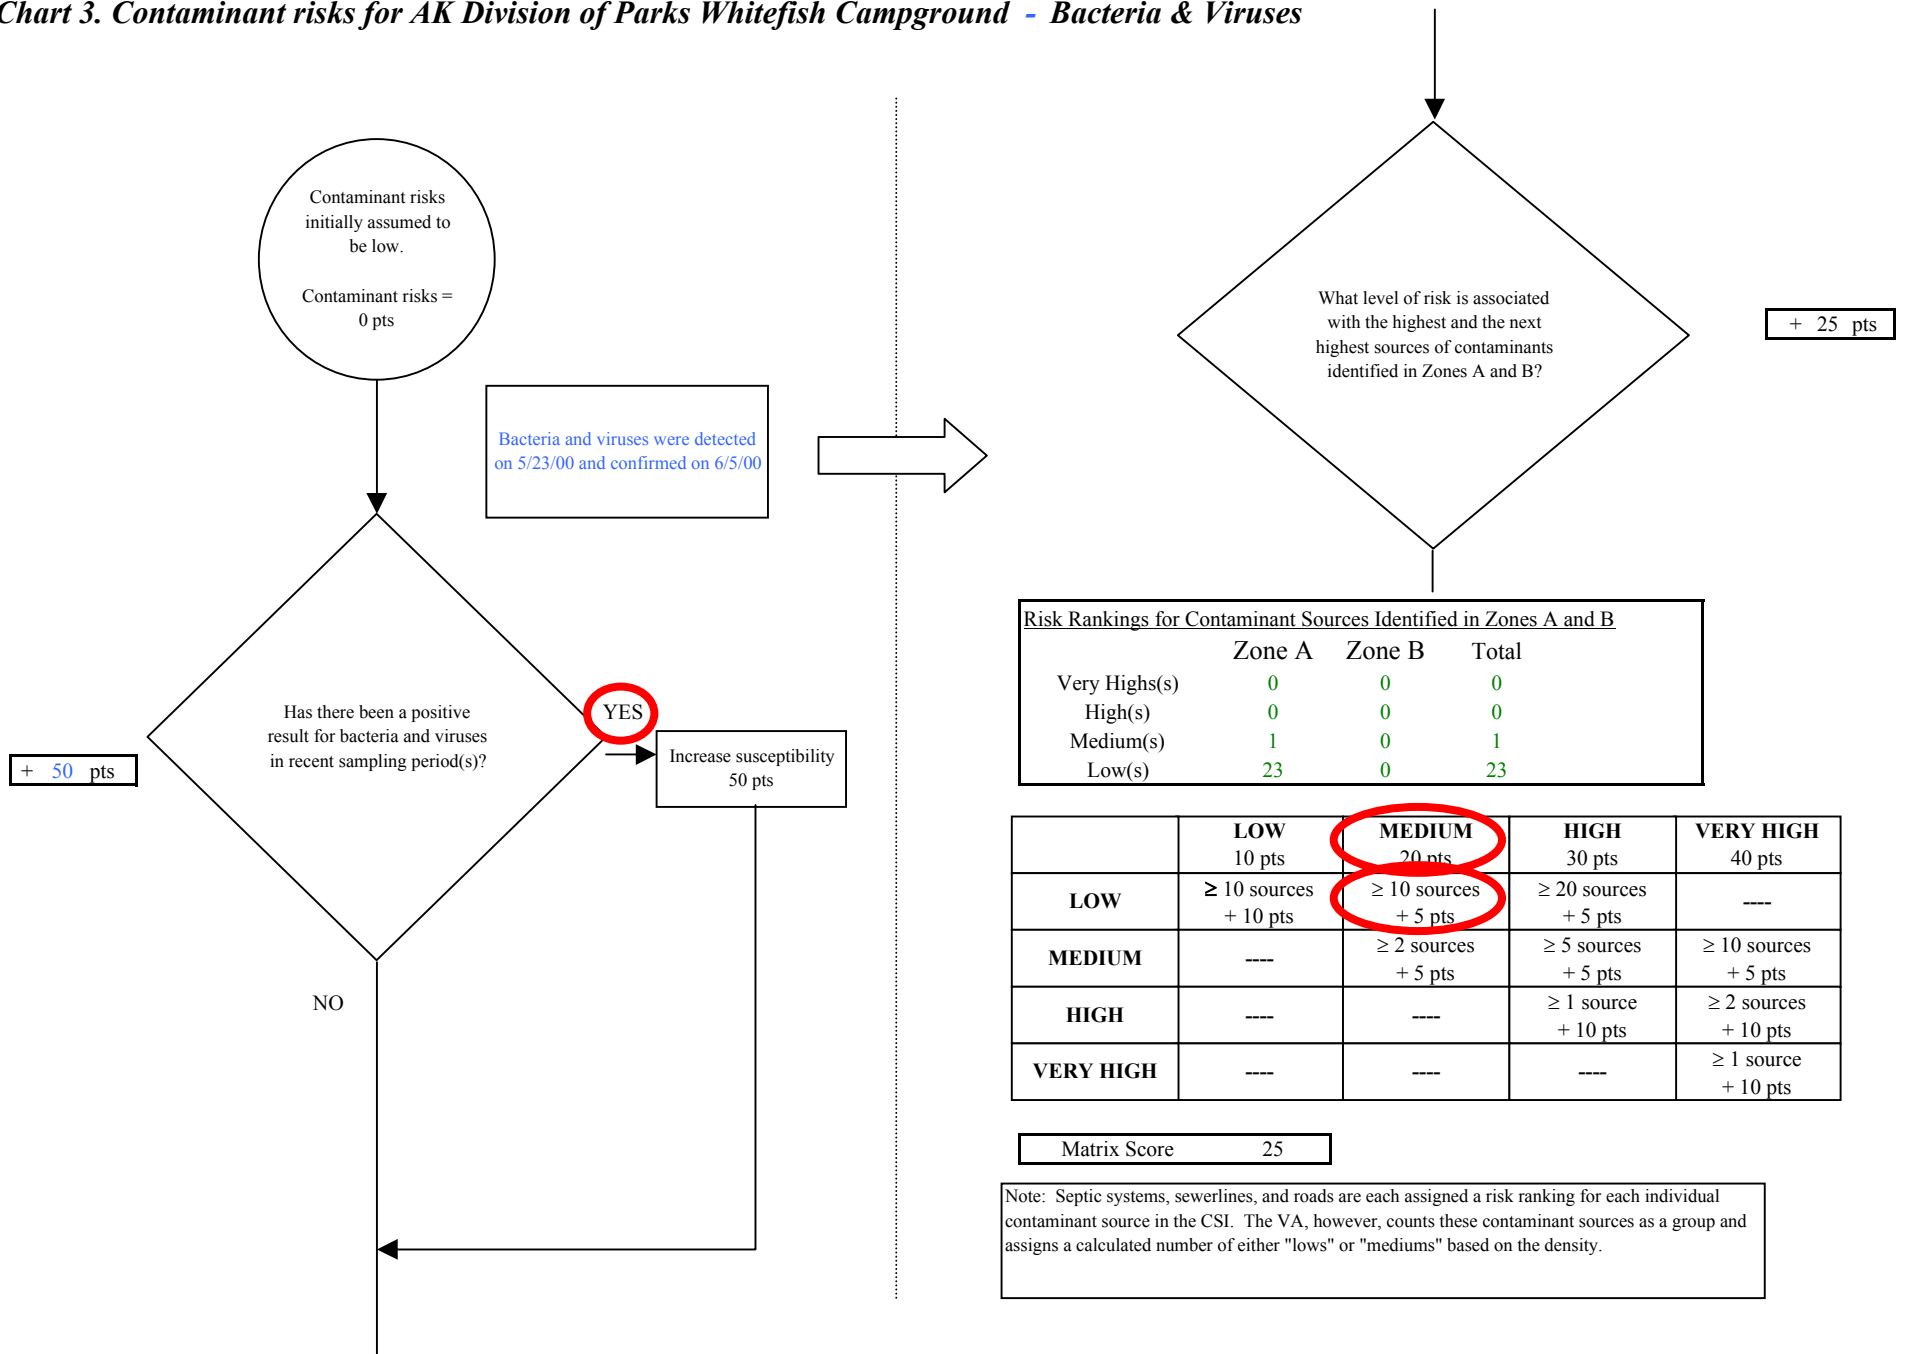 Chart 3. Contaminant risks for AK Division of Parks Whitefish Campground - Bacteria & Viruses
Contaminant risks
initially assumed to
be low.
Contaminant risks =
0 pts
Bacteria and viruses were detected
on 5/23/00 and confirmed on 6/5/00
Has there been a positive
result for bacteria and viruses
in recent sampling period(s)?
+ 50 pts
YES
Increase susceptibility
50 pts
NO
What level of risk is associated
with the highest and the next
highest sources of contaminants
identified in Zones A and B?
+ 25 pts
Risk Rankings for Contaminant Sources Identified in Zones A and B
Zone A Zone B Total
Very Highs(s) 0 0 0
High(s) 0 0 0
Medium(s) 1 0 1
Low(s) 23 0 23
LOW MEDIUM HIGH VERY HIGH
10 pts 20 pts 30 pts 40 pts
LOW ≥ 10 sources + 10 pts ≥ 10 sources + 5 pts ≥ 20 sources + 5 pts ----
MEDIUM ---- ≥ 2 sources + 5 pts ≥ 5 sources + 5 pts ≥ 10 sources + 5 pts
HIGH ---- ---- ≥ 1 source + 10 pts ≥ 2 sources + 10 pts
VERY HIGH ---- ---- ---- ≥ 1 source + 10 pts
Matrix Score 25
Note: Septic systems, sewerlines, and roads are each assigned a risk ranking for each individual
contaminant source in the CSI. The VA, however, counts these contaminant sources as a group and
assigns a calculated number of either "lows" or "mediums" based on the density.